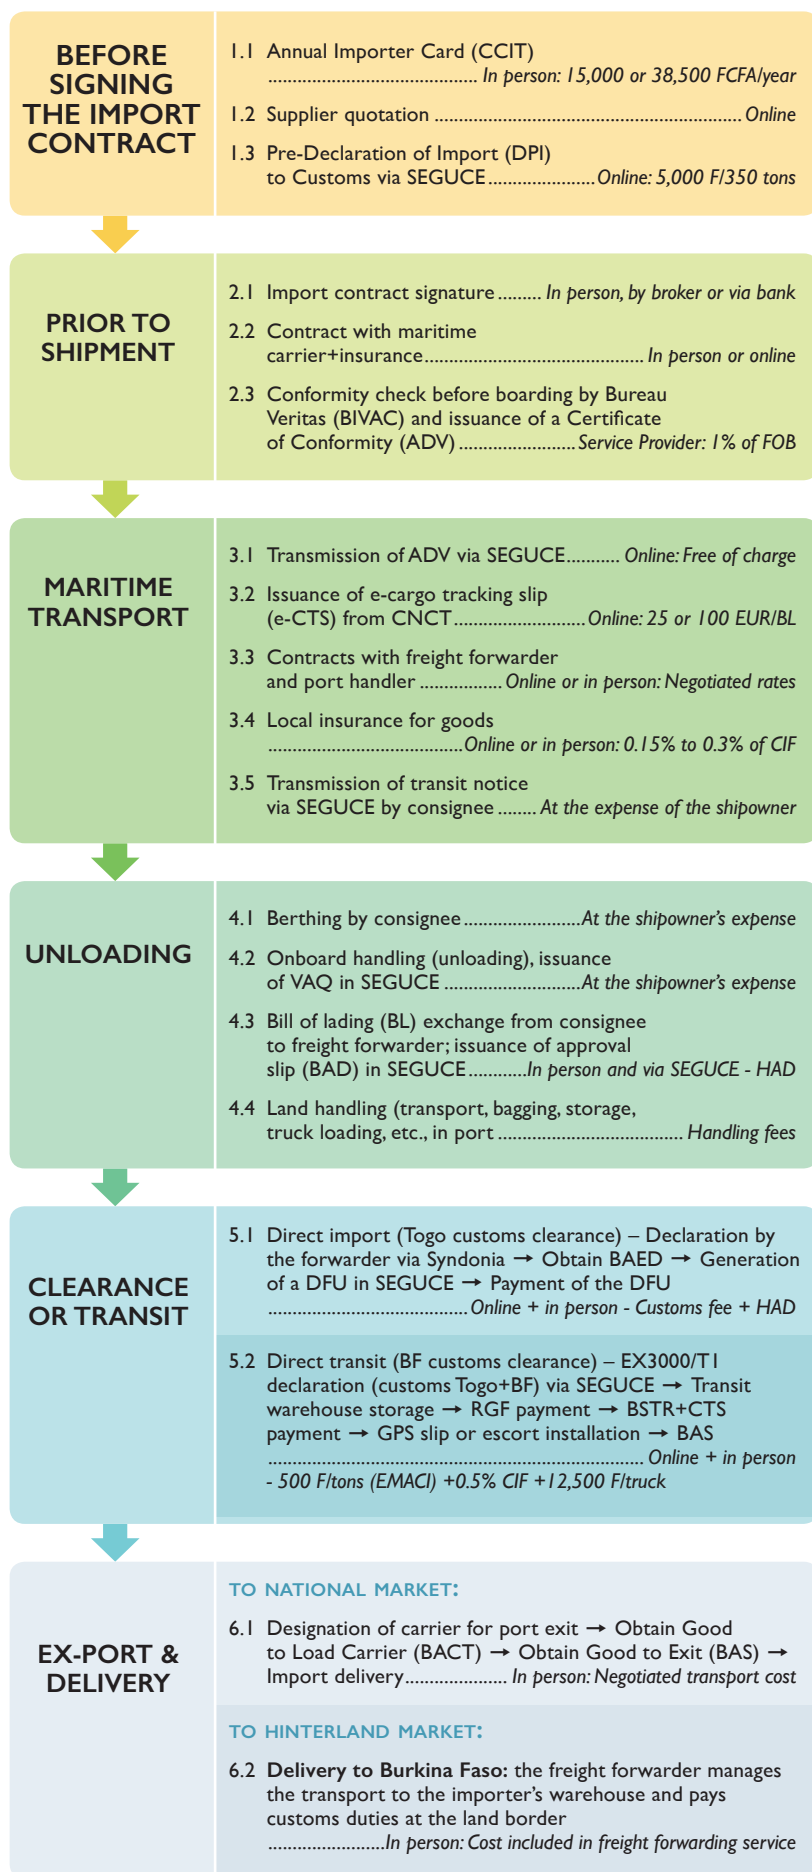 BEFORE
SIGNING
THE IMPORT
CONTRACT
1.1 Annual Importer Card (CCIT)
.......................................... In person: 15,000 or 38,500 FCFA/year
1.2 Supplier quotation ............................................................. Online
1.3 Pre-Declaration of Import (DPI)
to Customs via SEGUCE...................... Online: 5,000 F/350 tons
PRIOR TO
SHIPMENT
2.1 Import contract signature ......... In person, by broker or via bank
2.2 Contract with maritime
carrier+insurance............................................ In person or online
2.3 Conformity check before boarding by Bureau
Veritas (BIVAC) and issuance of a Certificate
of Conformity (ADV) ........................Service Provider: 1% of FOB
MARITIME
TRANSPORT
3.1 Transmission of ADV via SEGUCE........... Online: Free of charge
3.2 Issuance of e-cargo tracking slip
(e-CTS) from CNCT...........................Online: 25 or 100 EUR/BL
3.3 Contracts with freight forwarder
and port handler ................. Online or in person: Negotiated rates
3.4 Local insurance for goods
.......................................Online or in person: 0.15% to 0.3% of CIF
3.5 Transmission of transit notice
via SEGUCE by consignee ........ At the expense of the shipowner
UNLOADING
4.1 Berthing by consignee ........................At the shipowner's expense
4.2 Onboard handling (unloading), issuance
of VAQ in SEGUCE ............................At the shipowner's expense
4.3 Bill of lading (BL) exchange from consignee
to freight forwarder; issuance of approval
slip (BAD) in SEGUCE............In person and via SEGUCE - HAD
4.4 Land handling (transport, bagging, storage,
truck loading, etc., in port ..................................... Handling fees
CLEARANCE
OR TRANSIT
5.1 Direct import (Togo customs clearance) – Declaration by
the forwarder via Syndonia → Obtain BAED → Generation
of a DFU in SEGUCE → Payment of the DFU
........................................Online + in person - Customs fee + HAD
5.2 Direct transit (BF customs clearance) – EX3000/T1
declaration (customs Togo+BF) via SEGUCE → Transit
warehouse storage → RGF payment → BSTR+CTS
payment → GPS slip or escort installation → BAS
........................................................................... Online + in person
- 500 F/tons (EMACI) +0.5% CIF +12,500 F/truck
EX-PORT &
DELIVERY
TO NATIONAL MARKET:
6.1 Designation of carrier for port exit → Obtain Good
to Load Carrier (BACT) → Obtain Good to Exit (BAS) →
Import delivery..................... In person: Negotiated transport cost
TO HINTERLAND MARKET:
6.2 Delivery to Burkina Faso: the freight forwarder manages
the transport to the importer's warehouse and pays
customs duties at the land border
.......................In person: Cost included in freight forwarding service